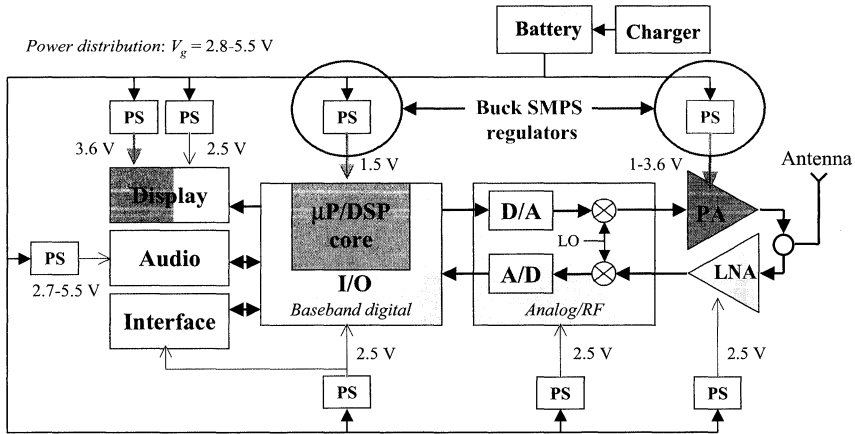 Battery
Charger
Power distribution: Vg = 2.8-5.5 V
PS
PS
PS
PS
Buck SMPS
regulators
3.6 V
2.5 V
1.5 V
1-3.6 V
Antenna
Display
μP/DSP
core
I/O
Baseband digital
D/A
LO
A/D
Analog/RF
PA
LNA
PS
2.7-5.5 V
Audio
Interface
2.5 V
2.5 V
2.5 V
PS
PS
PS